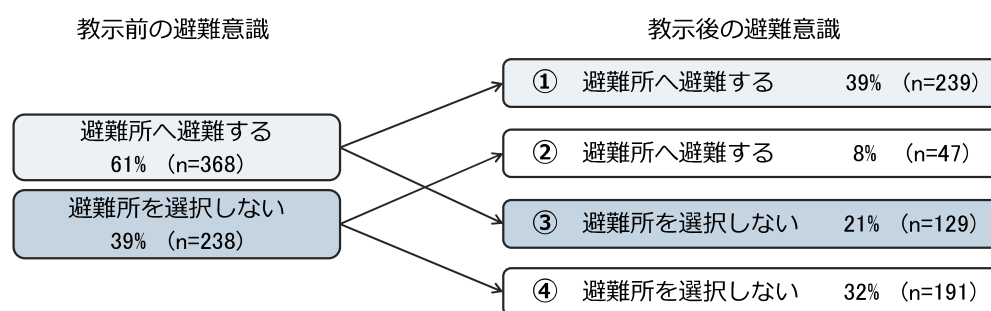 教示前の避難意識
教示後の避難意識
避難所へ避難する
61% （n=368）
避難所を選択しない
39% （n=238）
① 避難所へ避難する 39% （n=239）
② 避難所へ避難する 8% （n=47）
③ 避難所を選択しない 21% （n=129）
④ 避難所を選択しない 32% （n=191）